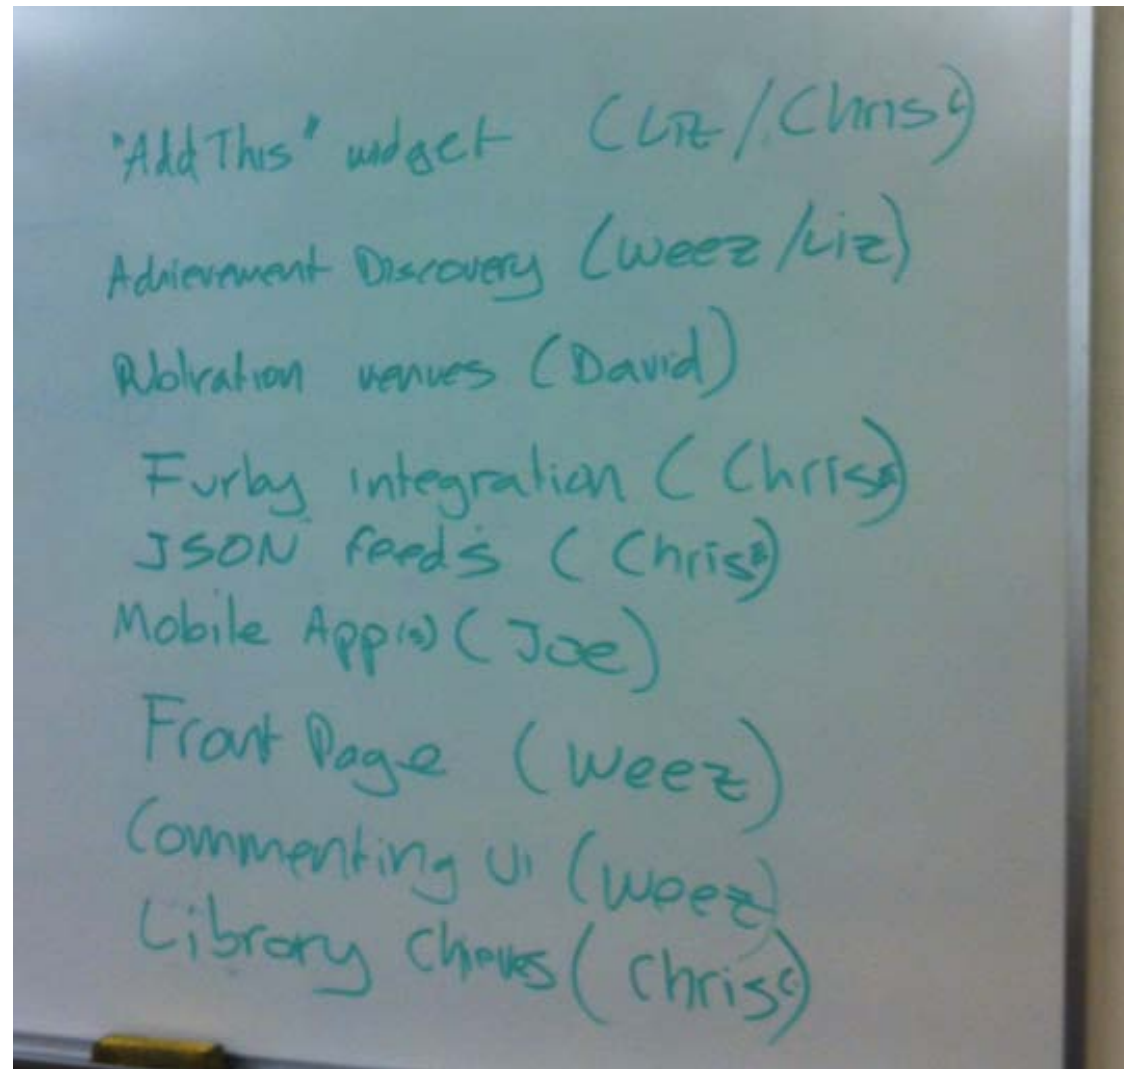 "Add This" widget (Liz / Chris C)
Achievement Discovery (Weez / Liz)
Publication venues (David)
Furby integration (Chris)
JSON feeds (Chris)
Mobile App(s) (Joe)
Front Page (Weez)
Commenting UI (Weez)
Library Chieves (Chris C)